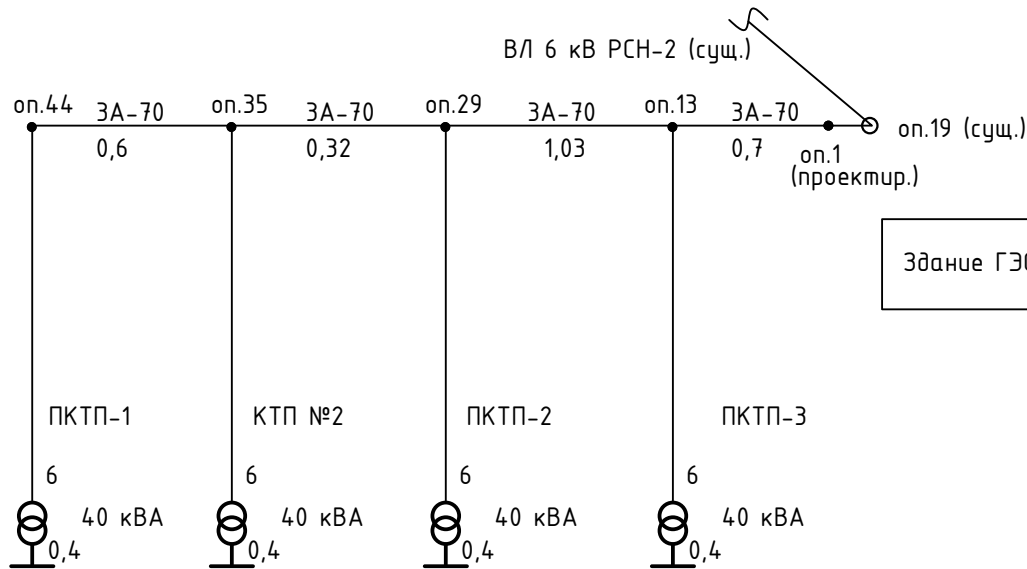 ВЛ 6 кВ РСН-2 (сущ.)
оп.44 3А-70 оп.35 3А-70 оп.29 3А-70 оп.13 3А-70 оп.19 (сущ.)
0,6 0,32 1,03 0,7 оп.1
(проектир.)
Здание ГЭС
ПКТП-1 КТП №2 ПКТП-2 ПКТП-3
6 6 6 6
40 кВА 40 кВА 40 кВА 40 кВА
0,4 0,4 0,4 0,4